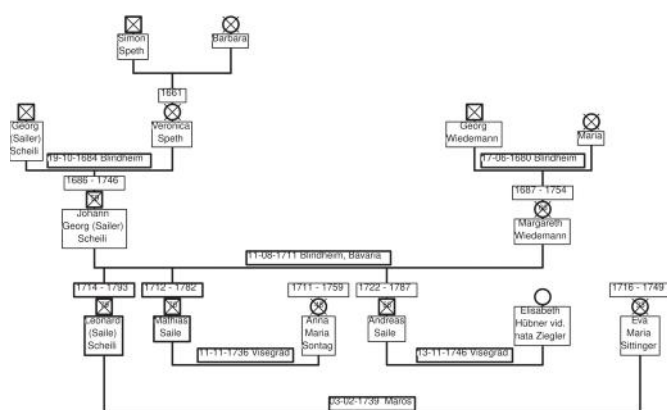 Simon
Speth
Barbara
1661
Georg
(Sailer)
Scheili
Veronica
Speth
Georg
Wiedemann
Maria
19-10-1684 Blindheim
17-06-1680 Blindheim
1686 - 1746
1687 - 1754
Johann
Georg (Sailer)
Scheili
Margareth
Wiedemann
11-08-1711 Blindheim, Bavaria
1714 - 1793
1712 - 1782
1711 - 1759
1722 - 1787
1716 - 1749
Leonard
(Saile)
Scheili
Mathias
Saile
Anna
Maria
Sontag
Andreas
Saile
Elisabeth
Hübner vid.
nata Ziegler
Eva
Maria
Sittinger
11-11-1736 Visegrad
13-11-1746 Visegrad
03-02-1739 Maros